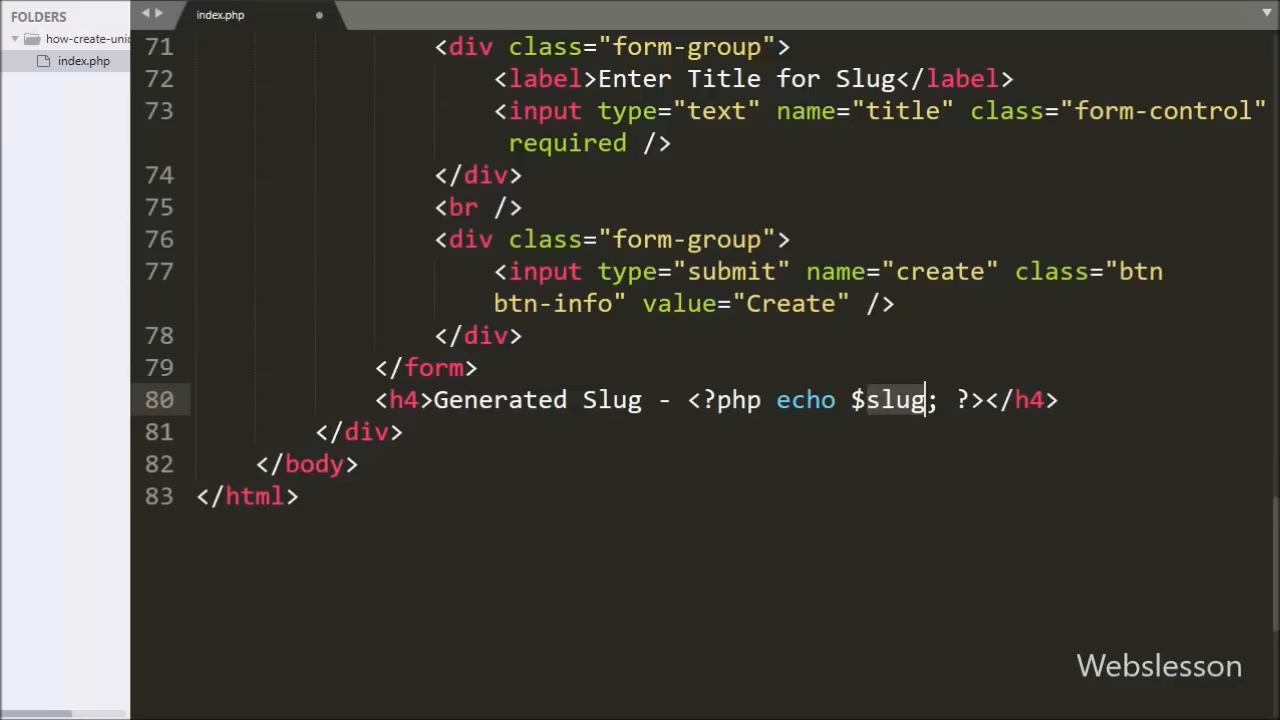 FOLDERS
how-create-unic
index.php
index.php
71 <div class="form-group">
72 <label>Enter Title for Slug</label>
73 <input type="text" name="title" class="form-control"
required />
74 </div>
75 <br />
76 <div class="form-group">
77 <input type="submit" name="create" class="btn
btn-info" value="Create" />
78 </div>
79 </form>
80 <h4>Generated Slug - <?php echo $slug; ?></h4>
81 </div>
82 </body>
83 </html>
Webslesson